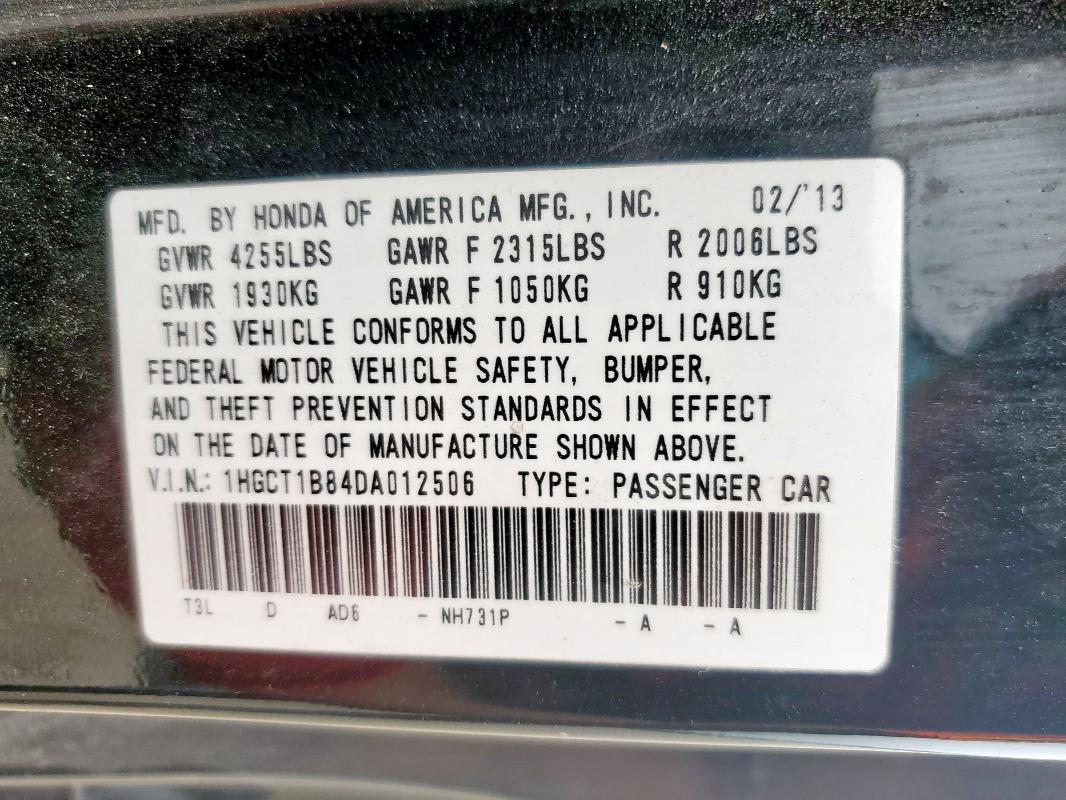 MFD. BY HONDA OF AMERICA MFG., INC. 02/'13
GVWR 4255LBS GAWR F 2315LBS R 2006LBS
GVWR 1930KG GAWR F 1050KG R 910KG
THIS VEHICLE CONFORMS TO ALL APPLICABLE
FEDERAL MOTOR VEHICLE SAFETY, BUMPER,
AND THEFT PREVENTION STANDARDS IN EFFECT
ON THE DATE OF MANUFACTURE SHOWN ABOVE.
V.I.N.: 1HGCT1B84DA012506 TYPE: PASSENGER CAR
T3L D AD6 - NH731P - A - A